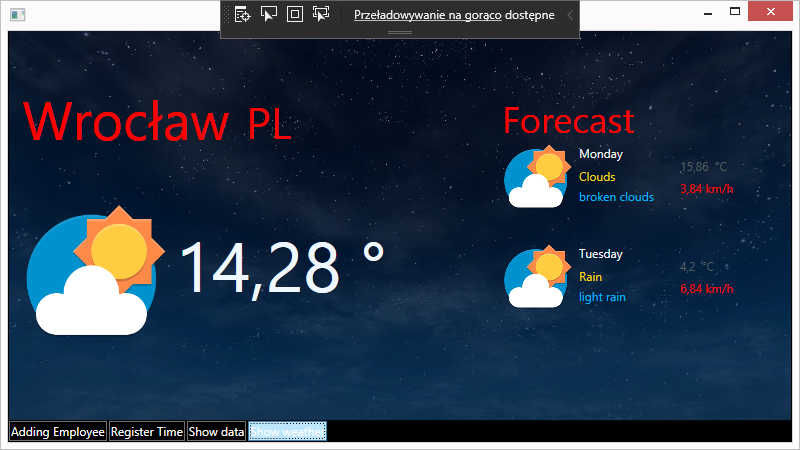 Przeładowywanie na gorąco dostępne
Wrocław PL
14,28 °
Forecast
Monday
Clouds
broken clouds
15,86 °C
3,84 km/h
Tuesday
Rain
light rain
4,2 °C
6,84 km/h
Adding Employee Register Time Show data Show weather